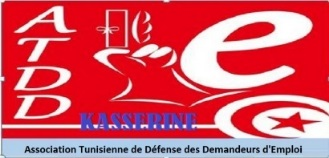 ATDD
e
KASSERINE
Association Tunisienne de Défense des Demandeurs d'Emploi